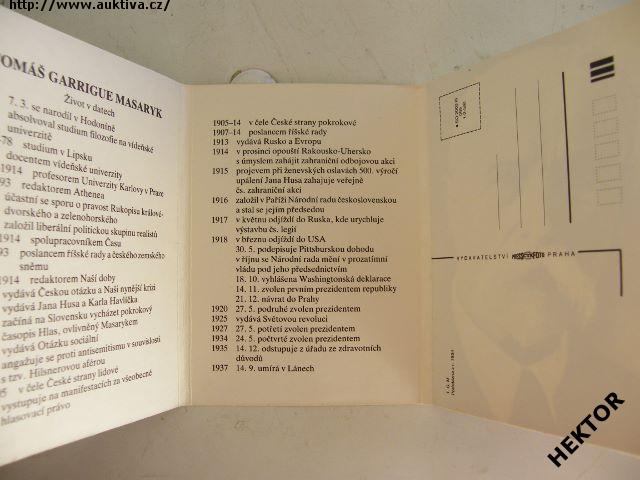 http://www.auktiva.cz/
TOMÁŠ GARRIGUE MASARYK
Život v datech
7. 3. se narodil v Hodoníně
absolvoval studium filozofie na vídeňské
univerzitě
-78 studium v Lipsku
docentem vídeňské univerzity
1914 profesorem Univerzity Karlovy v Praze
93 redaktorem Athenea
účastní se sporu o pravost Rukopisu králové-
dvorského a zelenohorského
založil liberální politickou skupinu realistů
1914 spolupracovníkem Času
93 poslancem říšské rady a českého zemského
sněmu
1914 redaktorem Naší doby
vydává Českou otázku a Naši nynější krizi
vydává Jana Husa a Karla Havlíčka
začíná na Slovensku vycházet pokrokový
časopis Hlas, ovlivněný Masarykem
vydává Otázku sociální
angažuje se proti antisemitismu v souvislosti
s tzv. Hilsnerovou aférou
05 v čele České strany lidové
vystupuje na manifestacích za všeobecné
hlasovací právo
1905–14 v čele České strany pokrokové
1907–14 poslancem říšské rady
1913 vydává Rusko a Evropu
1914 v prosinci opouští Rakousko-Uhersko
s úmyslem zahájit zahraniční odbojovou akci
1915 projevem při ženevských oslavách 500. výročí
upálení Jana Husa zahajuje veřejně
čs. zahraniční akci
1916 založil v Paříži Národní radu československou
a stal se jejím předsedou
1917 v květnu odjíždí do Ruska, kde urychluje
výstavbu čs. legií
1918 v březnu odjíždí do USA
30. 5. podepisuje Pittsburskou dohodu
v říjnu se Národní rada mění v prozatímní
vládu pod jeho předsednictvím
18. 10. vyhlášena Washingtonská deklarace
14. 11. zvolen prvním prezidentem republiky
21. 12. návrat do Prahy
1920 27. 5. podruhé zvolen prezidentem
1925 vydává Světovou revoluci
1927 27. 5. potřetí zvolen prezidentem
1934 24. 5. počtvrté zvolen prezidentem
1935 14. 12. odstupuje z úřadu ze zdravotních
důvodů
1937 14. 9. umírá v Lánech
VYDAVATELSTVÍ PRESSFOTO PRAHA
T. G. M.
HEKTOR